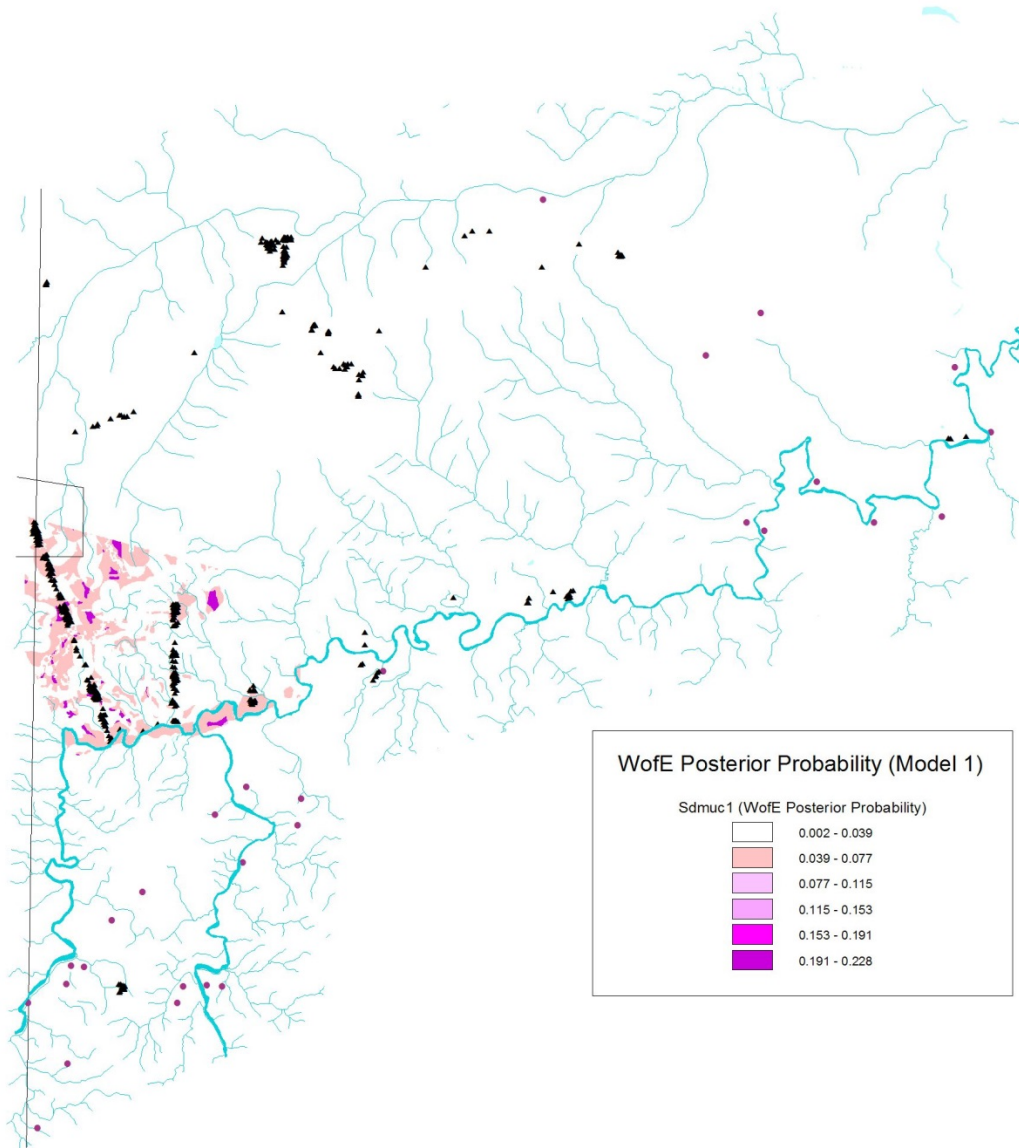 WofE Posterior Probability (Model 1)
Sdmuc1 (WofE Posterior Probability)
0.002 - 0.039
0.039 - 0.077
0.077 - 0.115
0.115 - 0.153
0.153 - 0.191
0.191 - 0.228